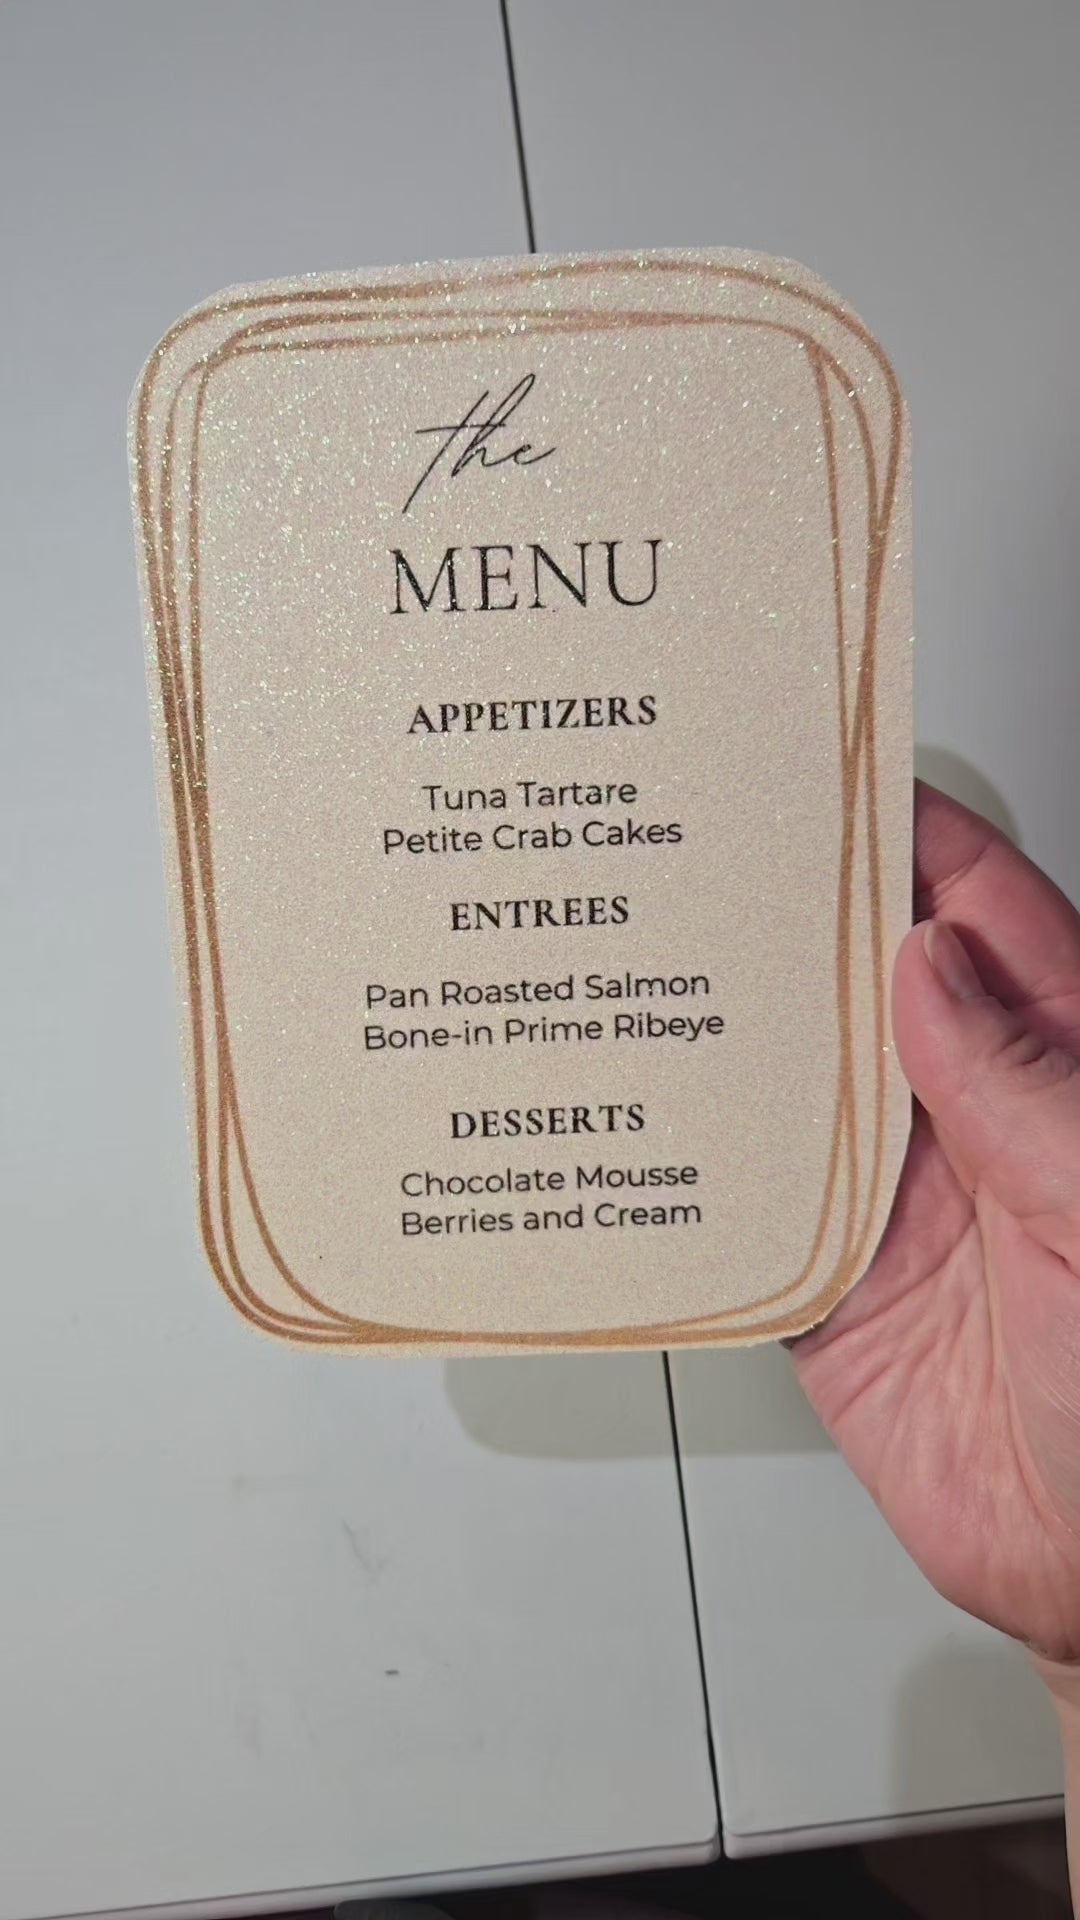 the
MENU
APPETIZERS
Tuna Tartare
Petite Crab Cakes
ENTREES
Pan Roasted Salmon
Bone-in Prime Ribeye
DESSERTS
Chocolate Mousse
Berries and Cream